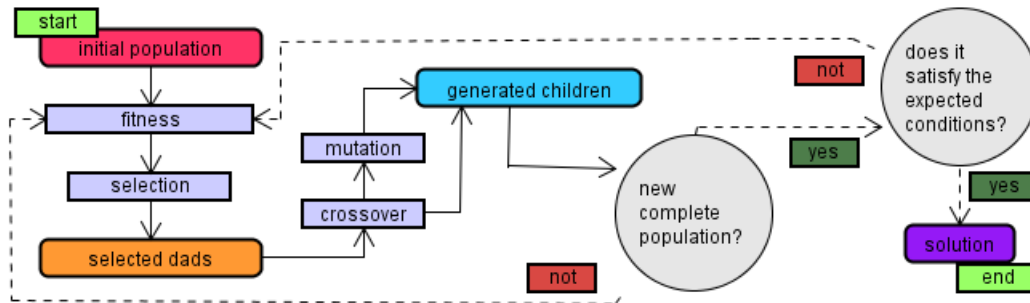 start
initial population
fitness
selection
selected dads
mutation
crossover
generated children
new
complete
population?
not
yes
not
does it
satisfy the
expected
conditions?
yes
solution
end